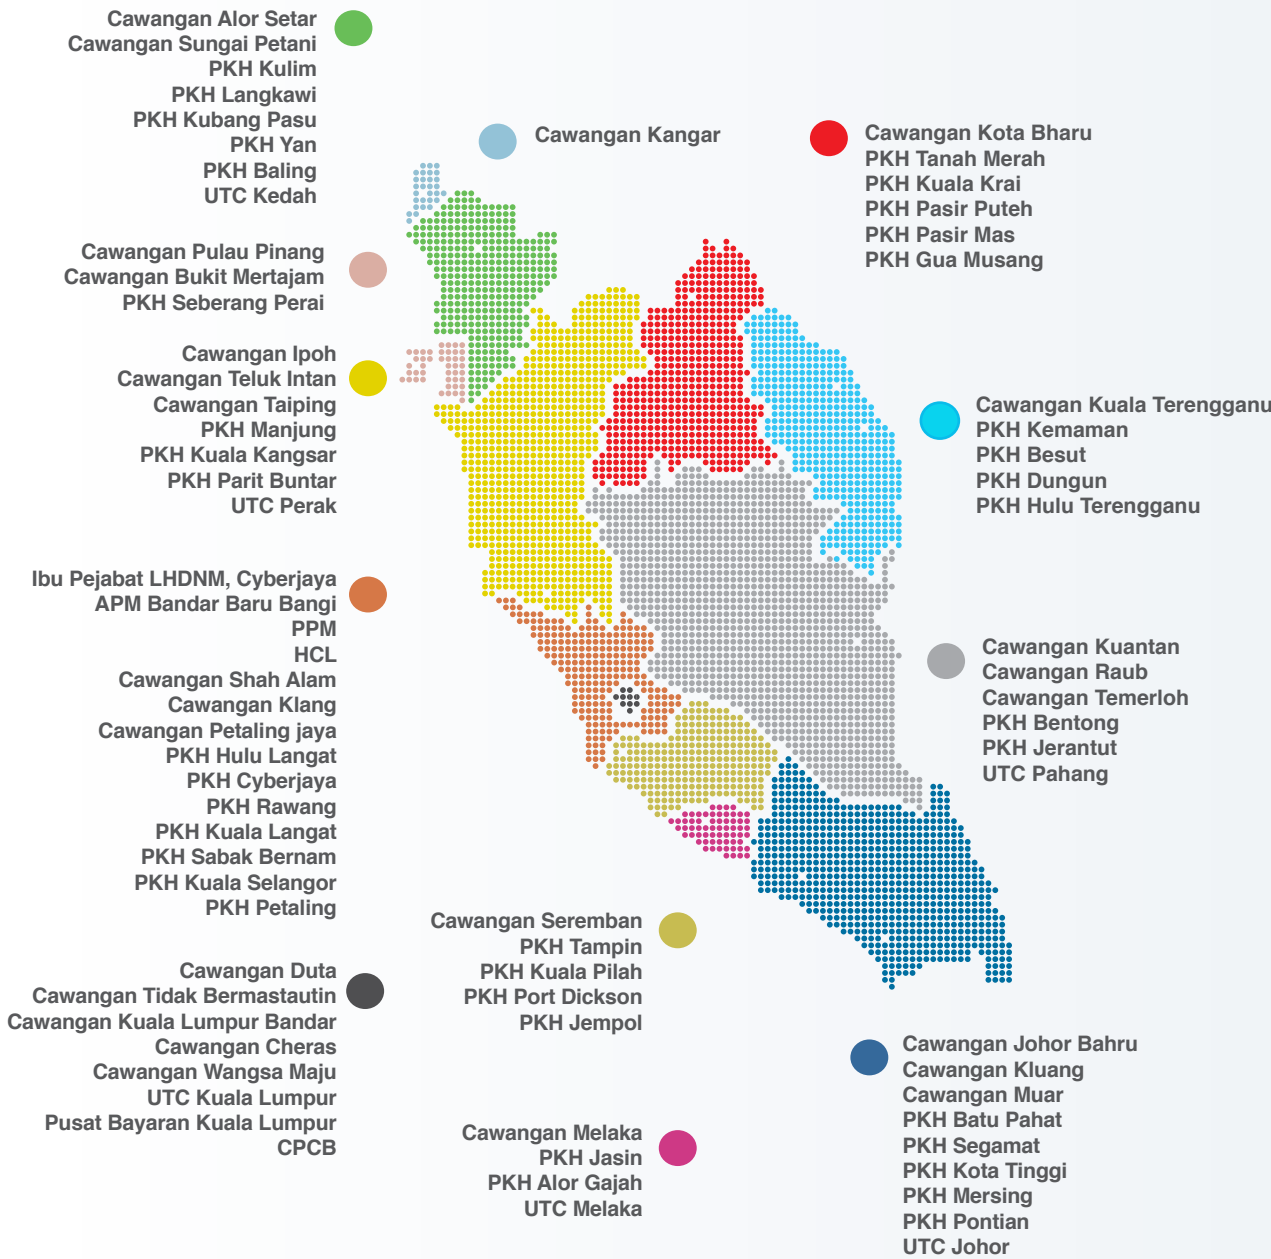 Cawangan Alor Setar
Cawangan Sungai Petani
PKH Kulim
PKH Langkawi
PKH Kubang Pasu
PKH Yan
PKH Baling
UTC Kedah
Cawangan Kangar
Cawangan Kota Bharu
PKH Tanah Merah
PKH Kuala Krai
PKH Pasir Puteh
PKH Pasir Mas
PKH Gua Musang
Cawangan Pulau Pinang
Cawangan Bukit Mertajam
PKH Seberang Perai
Cawangan Ipoh
Cawangan Teluk Intan
Cawangan Taiping
PKH Manjung
PKH Kuala Kangsar
PKH Parit Buntar
UTC Perak
Cawangan Kuala Terengganu
PKH Kemaman
PKH Besut
PKH Dungun
PKH Hulu Terengganu
Ibu Pejabat LHDNM, Cyberjaya
APM Bandar Baru Bangi
PPM
HCL
Cawangan Shah Alam
Cawangan Klang
Cawangan Petaling jaya
PKH Hulu Langat
PKH Cyberjaya
PKH Rawang
PKH Kuala Langat
PKH Sabak Bernam
PKH Kuala Selangor
PKH Petaling
Cawangan Kuantan
Cawangan Raub
Cawangan Temerloh
PKH Bentong
PKH Jerantut
UTC Pahang
Cawangan Seremban
PKH Tampin
PKH Kuala Pilah
PKH Port Dickson
PKH Jempol
Cawangan Duta
Cawangan Tidak Bermastautin
Cawangan Kuala Lumpur Bandar
Cawangan Cheras
Cawangan Wangsa Maju
UTC Kuala Lumpur
Pusat Bayaran Kuala Lumpur
CPCB
Cawangan Melaka
PKH Jasin
PKH Alor Gajah
UTC Melaka
Cawangan Johor Bahru
Cawangan Kluang
Cawangan Muar
PKH Batu Pahat
PKH Segamat
PKH Kota Tinggi
PKH Mersing
PKH Pontian
UTC Johor